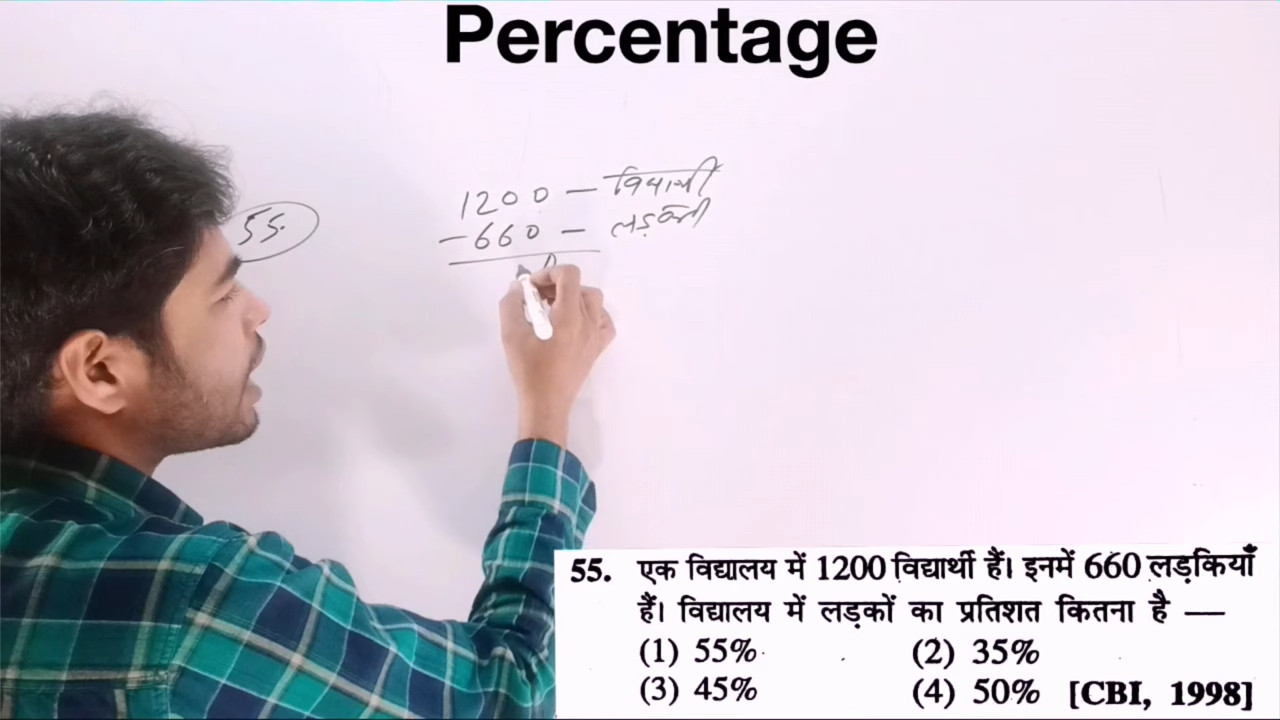 Percentage
55.
1200 — विद्यार्थी
- 660 — लड़की
0
55. एक विद्यालय में 1200 विद्यार्थी हैं। इनमें 660 लड़कियाँ
हैं। विद्यालय में लड़कों का प्रतिशत कितना है —
(1) 55% (2) 35%
(3) 45% (4) 50% [CBI, 1998]